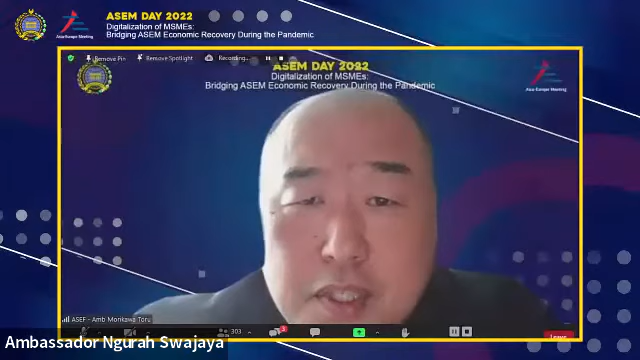 ASEM DAY 2022
Digitalization of MSMEs:
Bridging ASEM Economic Recovery During the Pandemic
Asia-Europe Meeting
Remove Pin
Remove Spotlight
Recording...
ASEM DAY 2022
Digitalization of MSMEs:
Bridging ASEM Economic Recovery During the Pandemic
Asia-Europe Meeting
ASEF - Amb Morikawa Toru
303
3
Leave
Ambassador Ngurah Swajaya